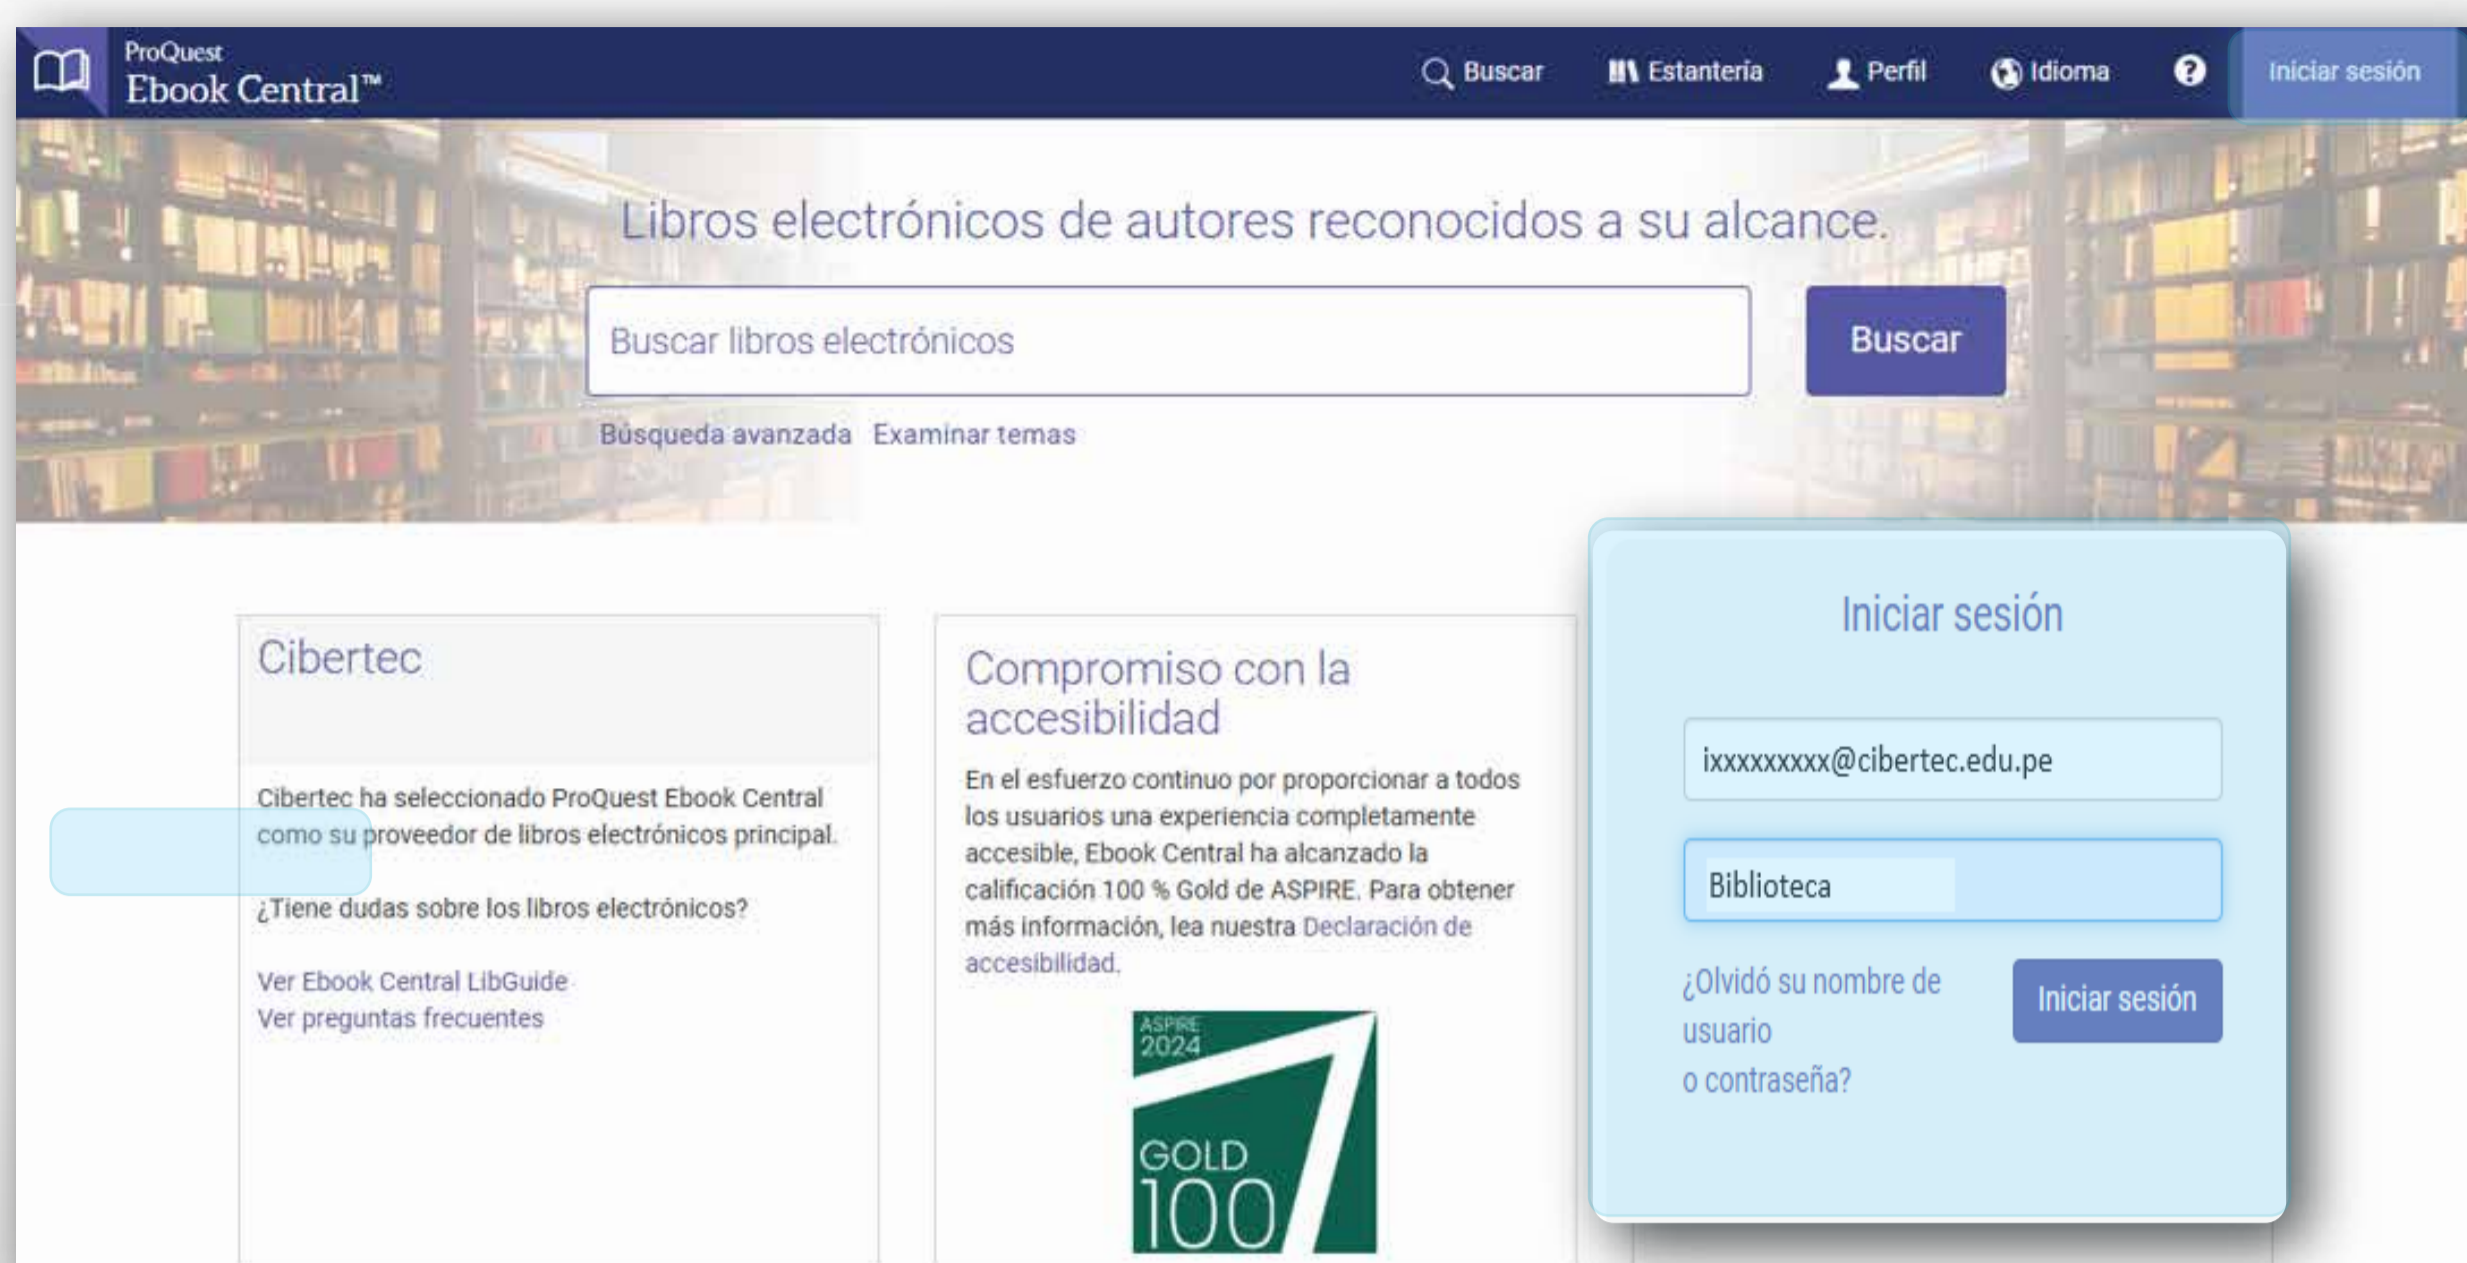 ProQuest
Ebook Central™
Buscar
Estantería
Perfil
Idioma
?
Iniciar sesión
Libros electrónicos de autores reconocidos a su alcance.
Buscar libros electrónicos
Buscar
Búsqueda avanzada Examinar temas
Cibertec
Cibertec ha seleccionado ProQuest Ebook Central
como su proveedor de libros electrónicos principal.
¿Tiene dudas sobre los libros electrónicos?
Ver Ebook Central LibGuide
Ver preguntas frecuentes
Compromiso con la
accesibilidad
En el esfuerzo continuo por proporcionar a todos
los usuarios una experiencia completamente
accesible, Ebook Central ha alcanzado la
calificación 100 % Gold de ASPIRE. Para obtener
más información, lea nuestra Declaración de
accesibilidad.
ASPIRE
2024
GOLD
100
Iniciar sesión
ixxxxxxxxx@cibertec.edu.pe
Biblioteca
¿Olvidó su nombre de
usuario
o contraseña?
Iniciar sesión